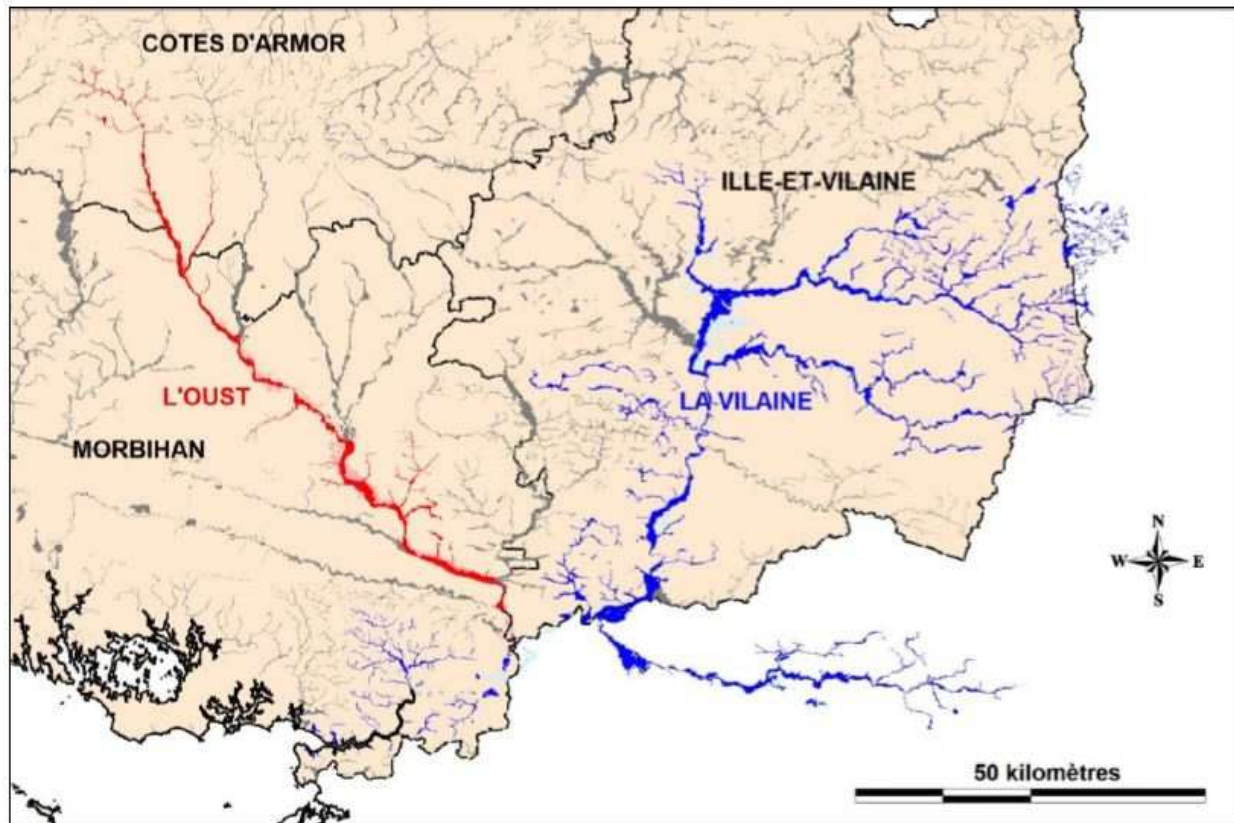 COTES D'ARMOR
ILLE-ET-VILAINE
L'OUST
LA VILAINE
MORBIHAN
N
W E
S
50 kilomètres